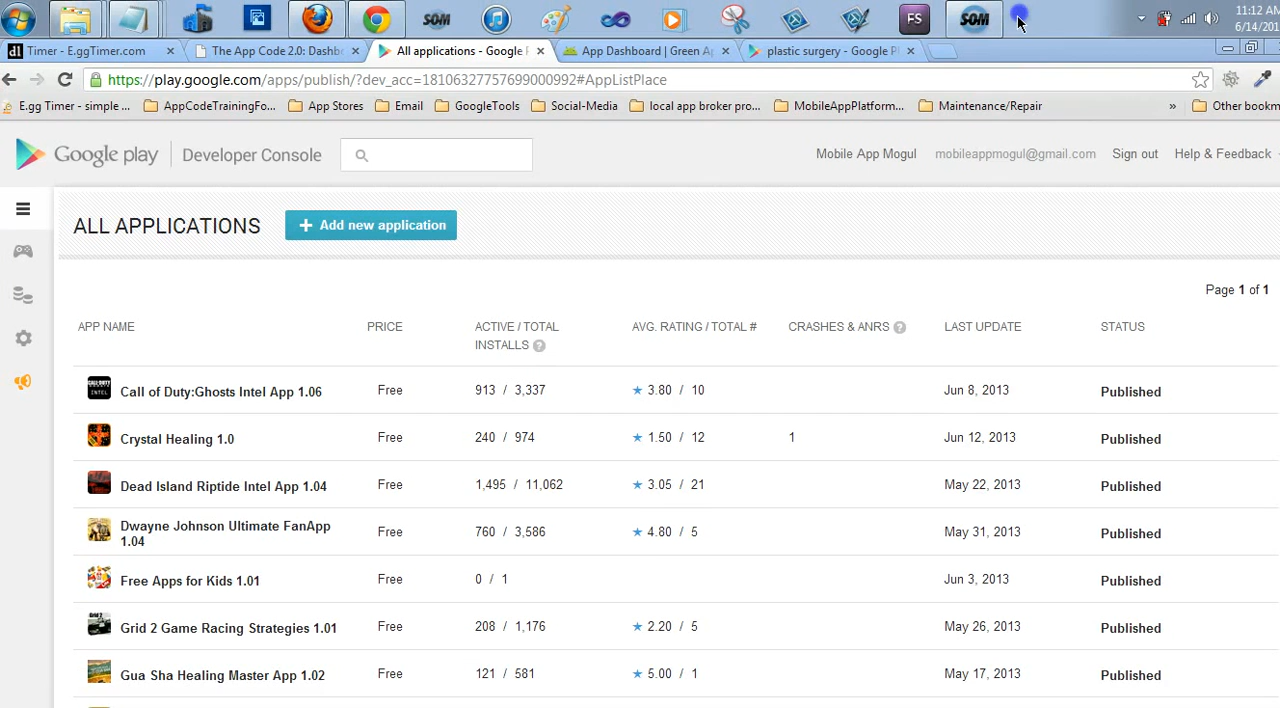 SOM
FS
SOM
11:12 AM
6/14/201
Timer - E.ggTimer.com
The App Code 2.0: Dashb
All applications - Google P
App Dashboard | Green A
plastic surgery - Google Pl
https://play.google.com/apps/publish/?dev_acc=18106327757699000992#AppListPlace
E.gg Timer - simple ...
AppCodeTrainingFo...
App Stores
Email
GoogleTools
Social-Media
local app broker pro...
MobileAppPlatform...
Maintenance/Repair
»
Other bookm
Google play
Developer Console
Mobile App Mogul
mobileappmogul@gmail.com
Sign out
Help & Feedback
ALL APPLICATIONS
+ Add new application
Page 1 of 1
APP NAME
PRICE
ACTIVE / TOTAL
INSTALLS ?
AVG. RATING / TOTAL #
CRASHES & ANRS ?
LAST UPDATE
STATUS
Call of Duty:Ghosts Intel App 1.06 Free 913 / 3,337 ★ 3.80 / 10 Jun 8, 2013 Published
Crystal Healing 1.0 Free 240 / 974 ★ 1.50 / 12 1 Jun 12, 2013 Published
Dead Island Riptide Intel App 1.04 Free 1,495 / 11,062 ★ 3.05 / 21 May 22, 2013 Published
Dwayne Johnson Ultimate FanApp
1.04 Free 760 / 3,586 ★ 4.80 / 5 May 31, 2013 Published
Free Apps for Kids 1.01 Free 0 / 1 Jun 3, 2013 Published
Grid 2 Game Racing Strategies 1.01 Free 208 / 1,176 ★ 2.20 / 5 May 26, 2013 Published
Gua Sha Healing Master App 1.02 Free 121 / 581 ★ 5.00 / 1 May 17, 2013 Published